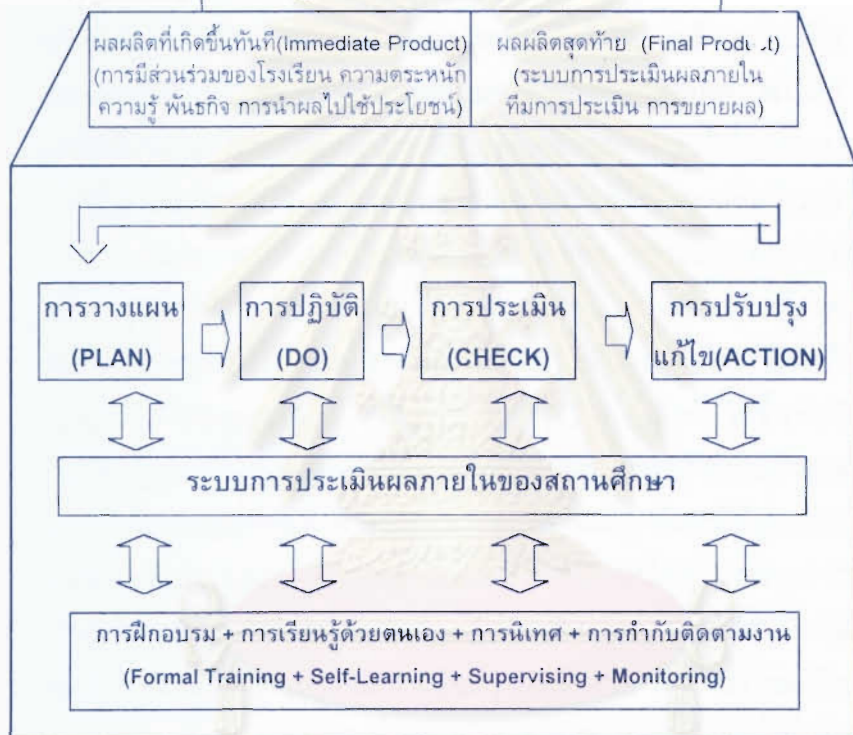 ผลผลิตที่เกิดขึ้นทันที(Immediate Product)
(การมีส่วนร่วมของโรงเรียน ความตระหนัก
ความรู้ พันธกิจ การนำผลไปใช้ประโยชน์)
ผลผลิตสุดท้าย (Final Product)
(ระบบการประเมินผลภายใน
ทีมการประเมิน การขยายผล)
การวางแผน
(PLAN)
การปฏิบัติ
(DO)
การประเมิน
(CHECK)
การปรับปรุง
แก้ไข(ACTION)
ระบบการประเมินผลภายในของสถานศึกษา
การฝึกอบรม + การเรียนรู้ด้วยตนเอง + การนิเทศ + การกำกับติดตามงาน
(Formal Training + Self-Learning + Supervising + Monitoring)